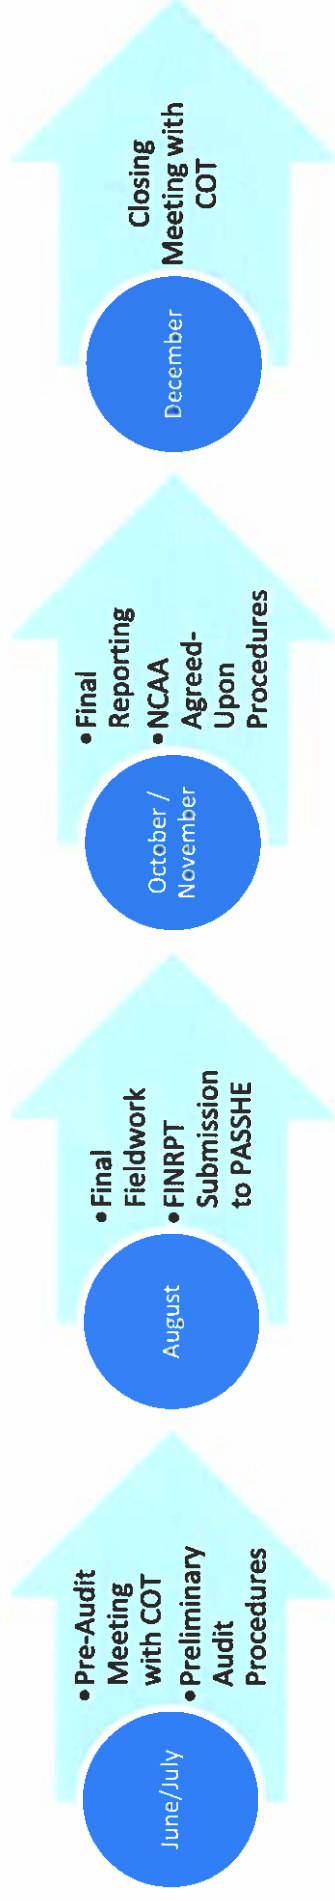 June/July
•Pre-Audit
Meeting
with COT
•Preliminary
Audit
Procedures
August
•Final
Fieldwork
•FINRPT
Submission
to PASSHE
October /
November
•Final
Reporting
•NCAA
Agreed-
Upon
Procedures
December
Closing
Meeting with
COT